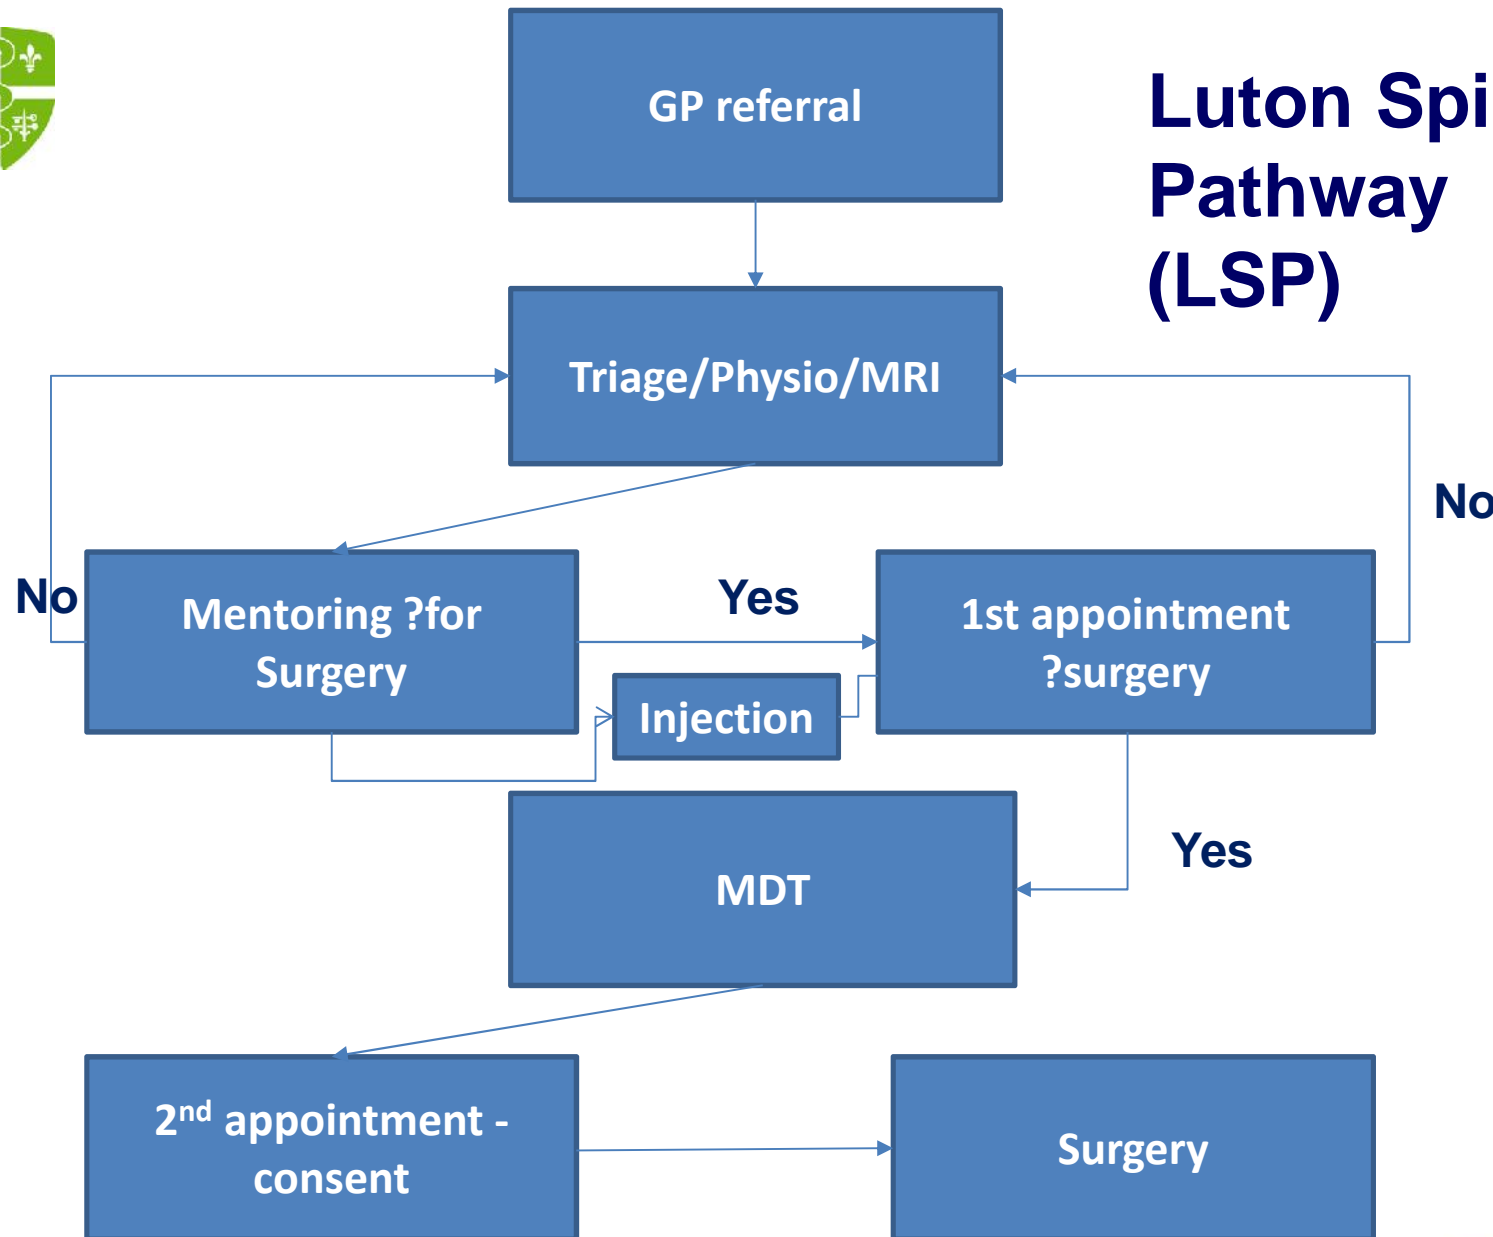 GP referral
Luton Spi
Pathway
(LSP)
Triage/Physio/MRI
No
No
Mentoring ?for
Surgery
Yes
1st appointment
?surgery
Injection
MDT
Yes
2nd appointment -
consent
Surgery